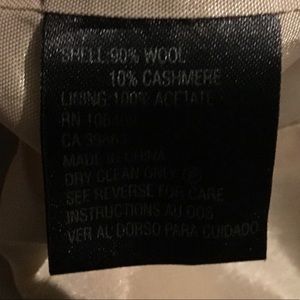 SHELL:90% WOOL
10% CASHMERE
LINING:100% ACETATE
RN
CA
MADE IN CHINA
DRY CLEAN ONLY
SEE REVERSE FOR CARE
INSTRUCTIONS AU DOS
VER AL DORSO PARA CUIDADO